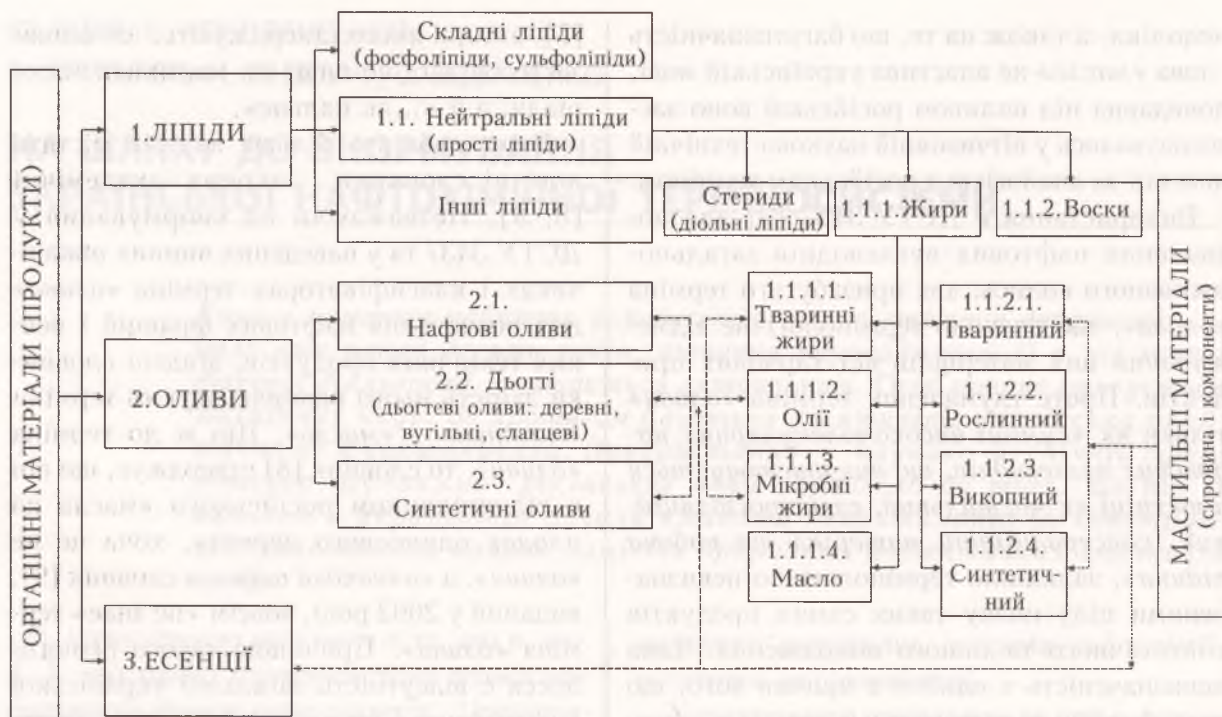 ОРГАНІЧНІ МАТЕРІАЛИ І ПРОДУКТИ
1. ЛІПІДИ
2.ОЛИВИ
3.ЕСЕНЦІЇ
Складні ліпіди
(фосфоліпіди, сульфоліпіди)
1.1. Нейтральні ліпіди
(прості ліпіди)
Інші ліпіди
Стериди
(діольні ліпіди)
1.1.1 Жири
1.1.2. Воски
2.1.
Нафтові оливи
2.2. Дьогті
(дьогтеві оливи: деревні,
вугільні, сланцеві)
2.3.
Синтетичні оливи
1.1.1.1.
Тваринні
жири
1.1.1.2.
Олії
1.1.1.3.
Мікробні
жири
1.1.1.4.
Масло
1.1.2.1.
Тваринний
1.1.2.2.
Рослинний
1.1.2.3.
Викопний
1.1.2.4.
Синтетич-
ний
МАСТИЛЬНІ МАТЕРІАЛИ
(сировина і компоненти)